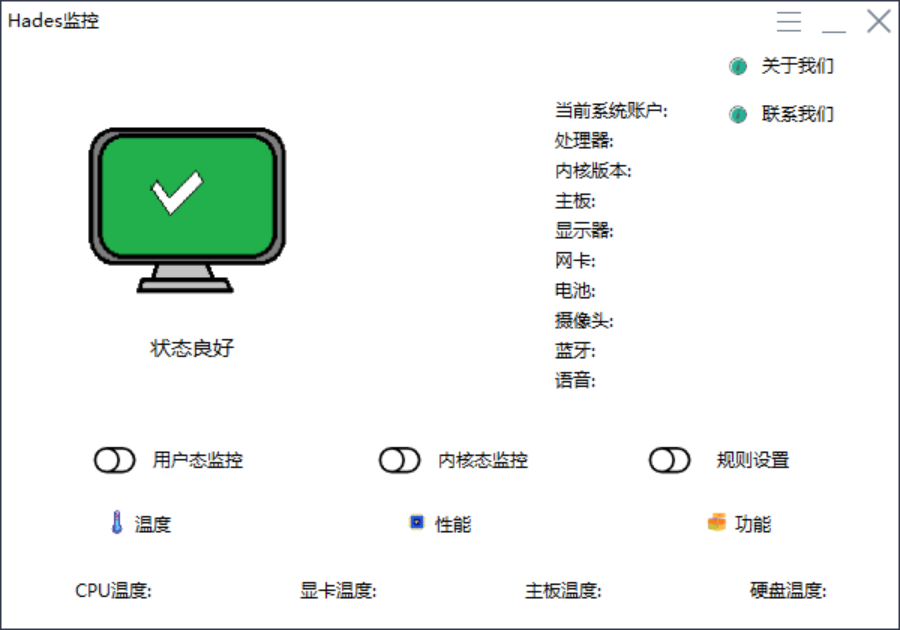 Hades监控
关于我们
联系我们
当前系统账户:
处理器:
内核版本:
主板:
显示器:
网卡:
电池:
摄像头:
蓝牙:
语音:
状态良好
用户态监控 内核态监控 规则设置
温度 性能 功能
CPU温度: 显卡温度: 主板温度: 硬盘温度: